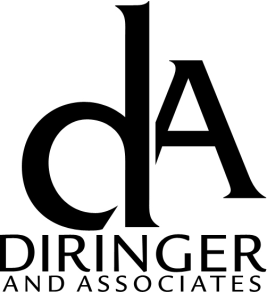 dA
DIRINGER
AND ASSOCIATES